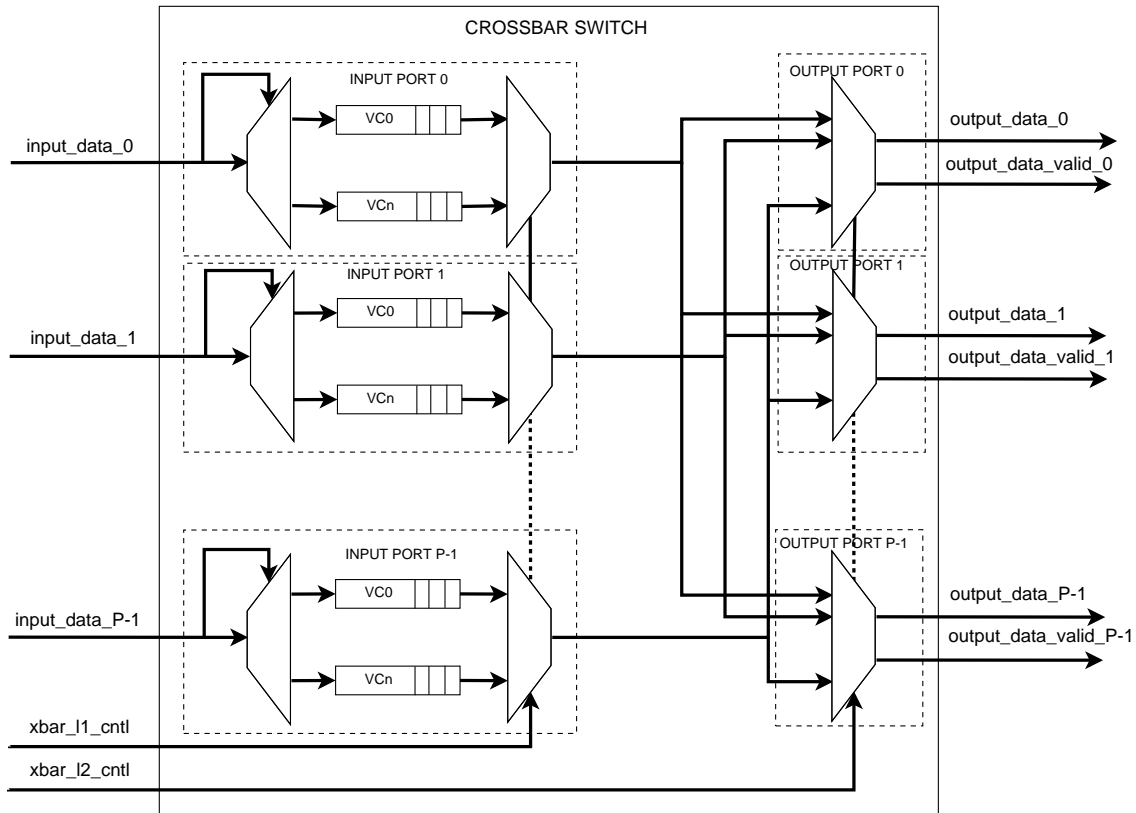 CROSSBAR SWITCH
INPUT PORT 0
OUTPUT PORT 0
VC0
input_data_0
output_data_0
output_data_valid_0
VCn
INPUT PORT 1
OUTPUT PORT 1
VC0
input_data_1
output_data_1
output_data_valid_1
VCn
INPUT PORT P-1
OUTPUT PORT P-1
VC0
input_data_P-1
output_data_P-1
output_data_valid_P-1
VCn
xbar_l1_cntl
xbar_l2_cntl